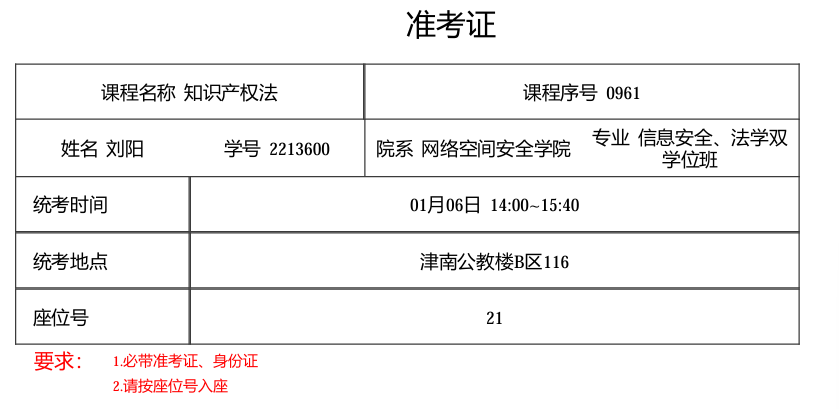 准考证
课程名称 知识产权法 课程序号 0961
姓名 刘阳 学号 2213600 院系 网络空间安全学院 专业 信息安全、法学双
学位班
统考时间 01月06日 14:00~15:40
统考地点 津南公教楼B区116
座位号 21
要求: 1.必带准考证、身份证
2.请按座位号入座